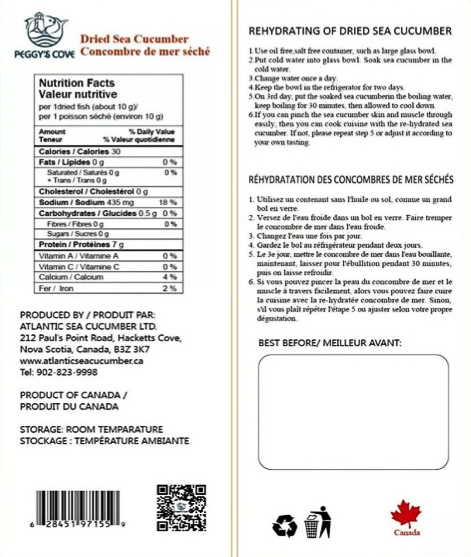 PEGGY'S COVE
Dried Sea Cucumber
Concombre de mer séché
Nutrition Facts
Valeur nutritive
per 1dried fish (about 10 g)/
per 1 poisson séché (environ 10 g)
Amount % Daily Value
Teneur % Valeur quotidienne
Calories / Calories 30
Fats / Lipides 0 g 0 %
Saturated / Saturés 0 g 0 %
+ Trans / Trans 0 g
Cholesterol / Cholestérol 0 g
Sodium / Sodium 435 mg 18 %
Carbohydrates / Glucides 0.5 g 0 %
Fibres / Fibres 0 g 0 %
Sugars / Sucres 0 g
Protein / Protéines 7 g
Vitamin A / Vitamine A 0 %
Vitamin C / Vitamine C 0 %
Calcium / Calcium 4 %
Fer / Iron 2 %
PRODUCED BY / PRODUIT PAR:
ATLANTIC SEA CUCUMBER LTD.
212 Paul's Point Road, Hacketts Cove,
Nova Scotia, Canada, B3Z 3K7
www.atlanticseacucumber.ca
Tel: 902-823-9998
PRODUCT OF CANADA /
PRODUIT DU CANADA
STORAGE: ROOM TEMPARATURE
STOCKAGE : TEMPÉRATURE AMBIANTE
6 28451 97155 9
REHYDRATING OF DRIED SEA CUCUMBER
1.Use oil free,salt free container, such as large glass bowl.
2.Put cold water into glass bowl. Soak sea cucumber in the
cold water.
3.Change water once a day.
4.Keep the bowl in the refrigerator for two days.
5.On 3rd day, put the soaked sea cucumberin the boiling water,
keep boiling for 30 minutes, then allowed to cool down.
6.If you can pinch the sea cucumber skin and muscle through
easily, then you can cook cuisine with the re-hydrated sea
cucumber. If not, please repeat step 5 or adjust it according to
your own tasting.
RÉHYDRATATION DES CONCOMBRES DE MER SÉCHÉS
1. Utilisez un contenant sans l'huile ou sol, comme un grand
bol en verre.
2. Versez de l'eau froide dans un bol en verre. Faire tremper
le concombre de mer dans l'eau froide.
3. Changez l'eau une fois par jour.
4. Gardez le bol au réfrigérateur pendant deux jours.
5. Le 3e jour, mettre le concombre de mer dans l'eau bouillante,
maintenant, laisser pour l'ébullition pendant 30 minutes,
puis on laisse refroidir.
6. Si vous pouvez pincer la peau du concombre de mer et le
muscle à travers facilement, alors vous pouvez faire cuire
la cuisine avec la re-hydratée concombre de mer. Sinon,
s'il vous plaît répéter l'étape 5 ou ajuster selon votre propre
dégustation.
BEST BEFORE/ MEILLEUR AVANT:
Canada